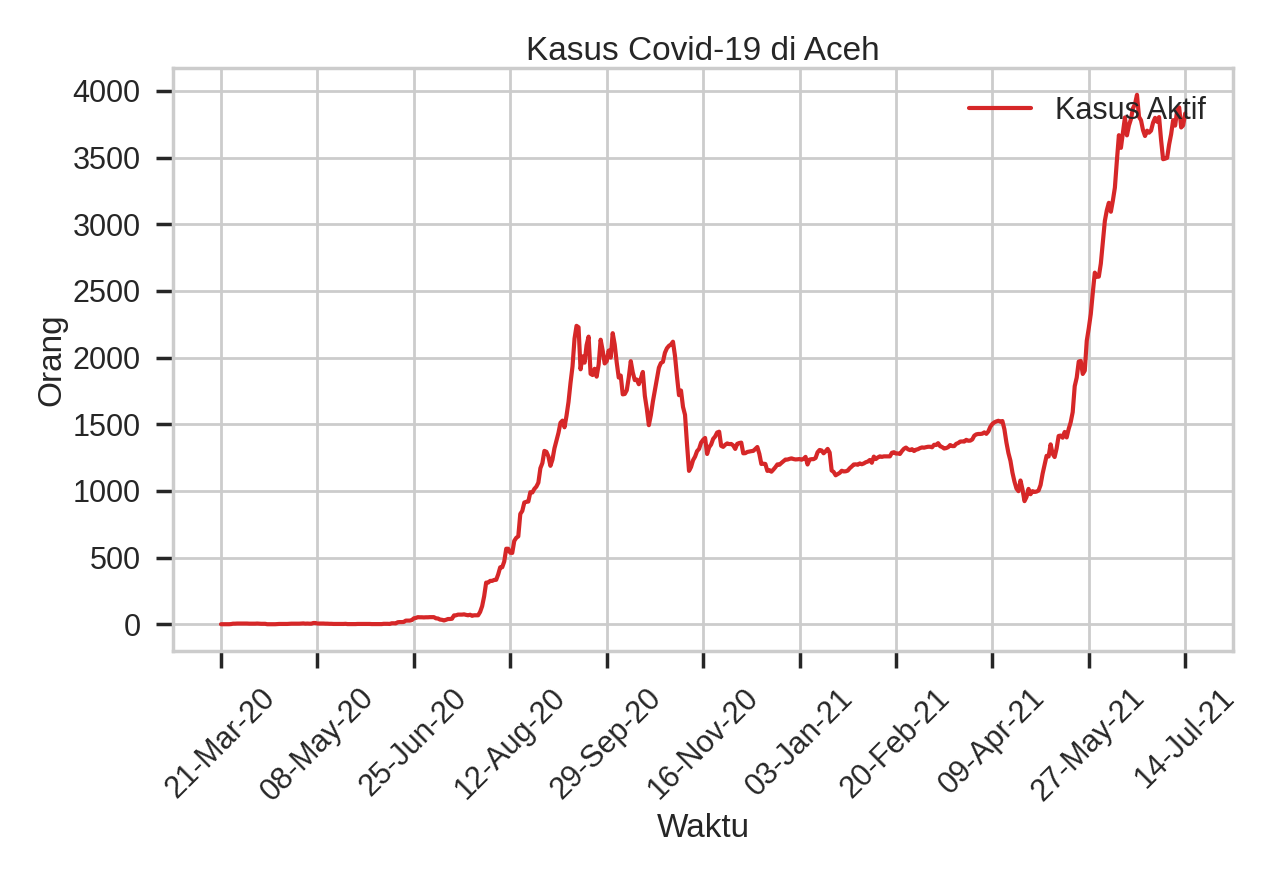 Kasus Covid-19 di Aceh
Kasus Aktif
Orang
4000
3500
3000
2500
2000
1500
1000
500
0
21-Mar-20
08-May-20
25-Jun-20
12-Aug-20
29-Sep-20
16-Nov-20
03-Jan-21
20-Feb-21
09-Apr-21
27-May-21
14-Jul-21
Waktu